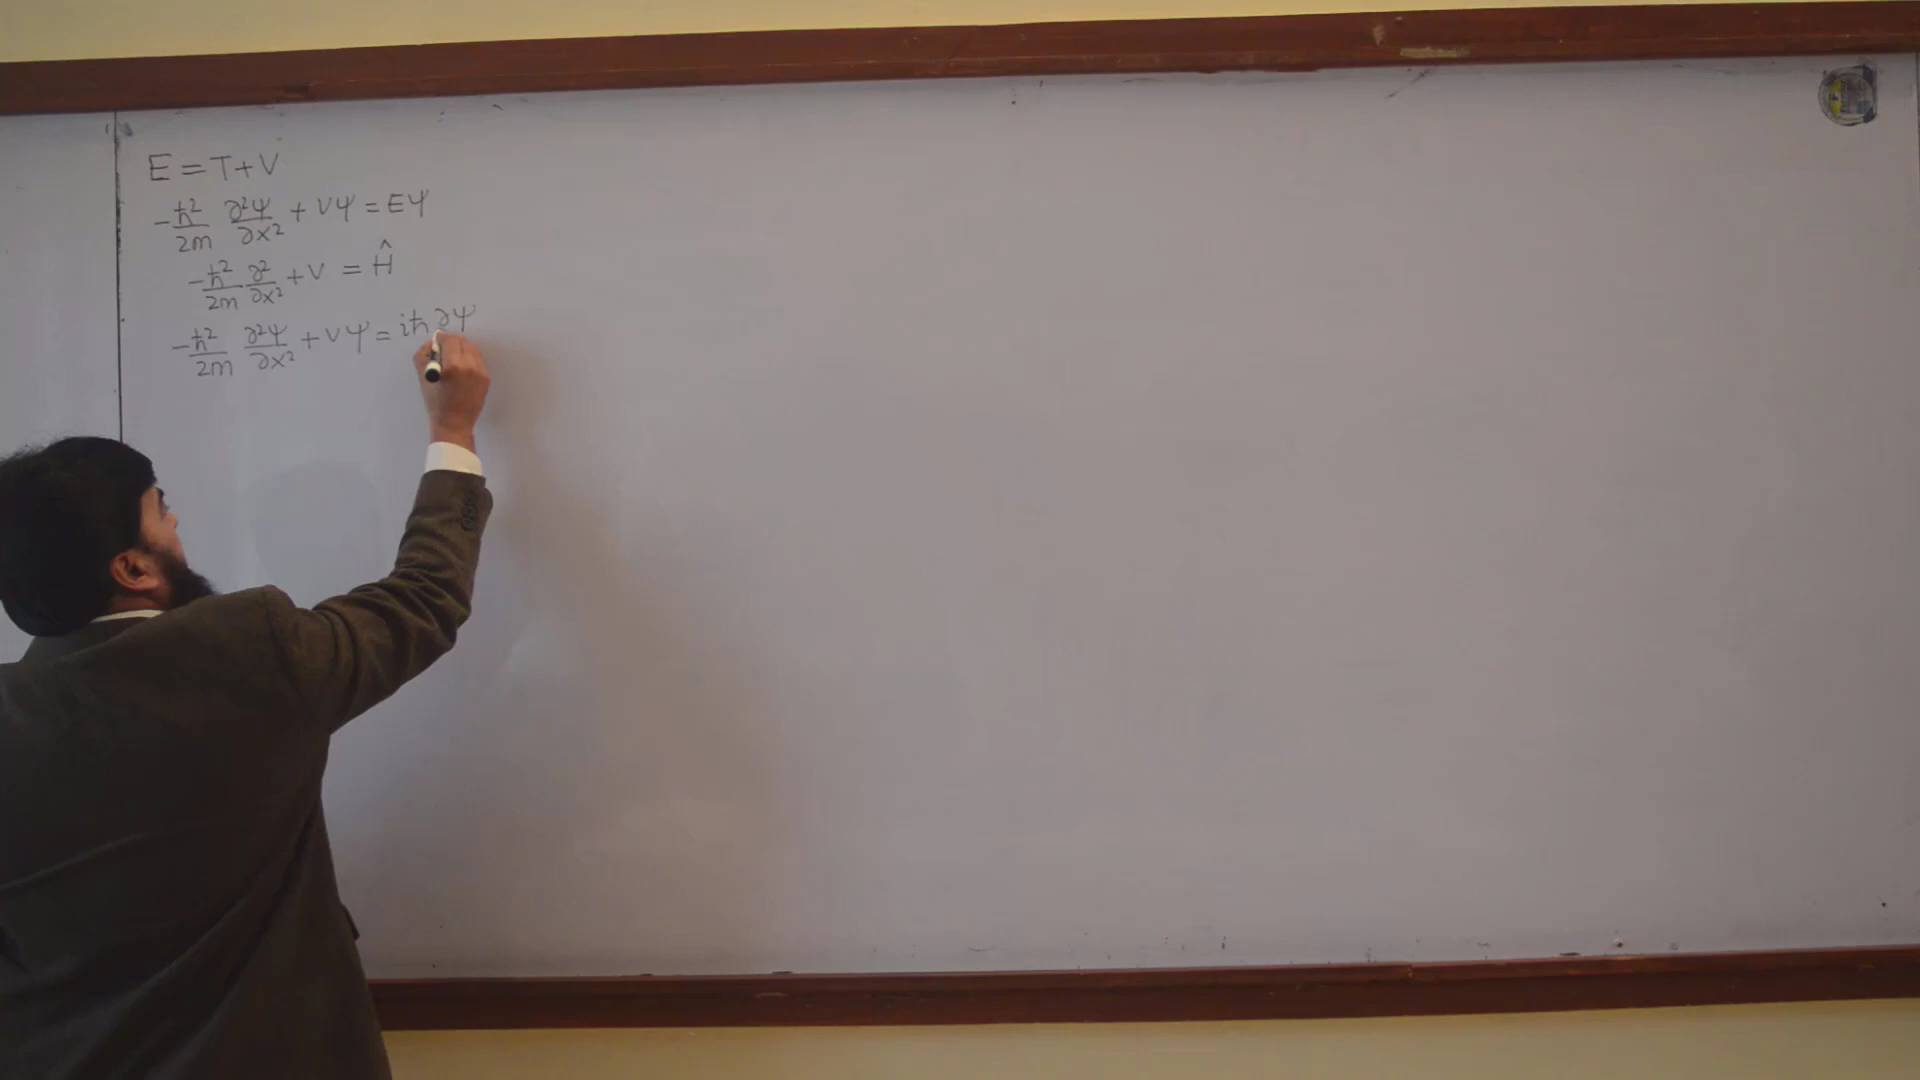 E = T + V
-ℏ²/2m ∂²Ψ/∂x² + VΨ = EΨ
-ℏ²/2m ∂²/∂x² + V = Ĥ
-ℏ²/2m ∂²Ψ/∂x² + VΨ = iℏ ∂Ψ